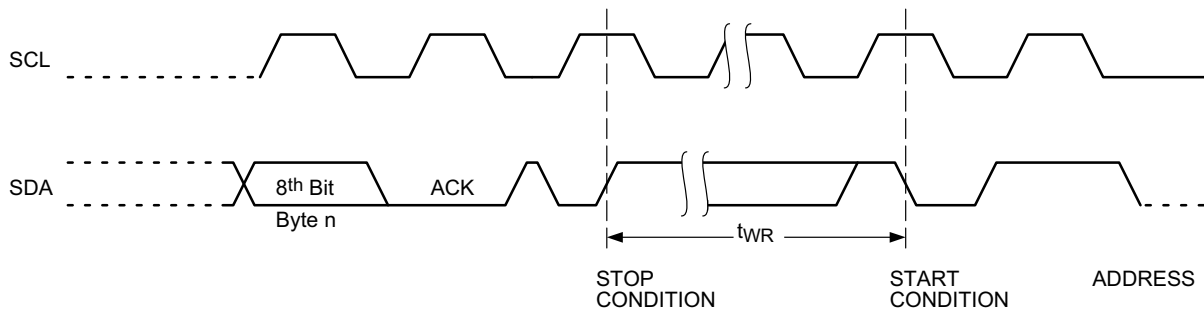 SCL
SDA
8th Bit
ACK
Byte n
tWR
STOP
CONDITION
START
CONDITION
ADDRESS